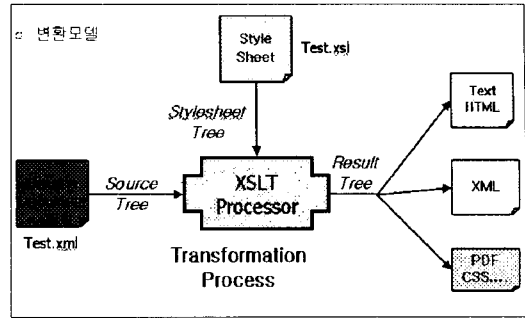 변환모델
Style
Sheet
Test.xsl
Stylesheet
Tree
Text
HTML
Source
Tree
XSLT
Processor
Result
Tree
XML
Test.xml
Transformation
Process
PDF
CSS....